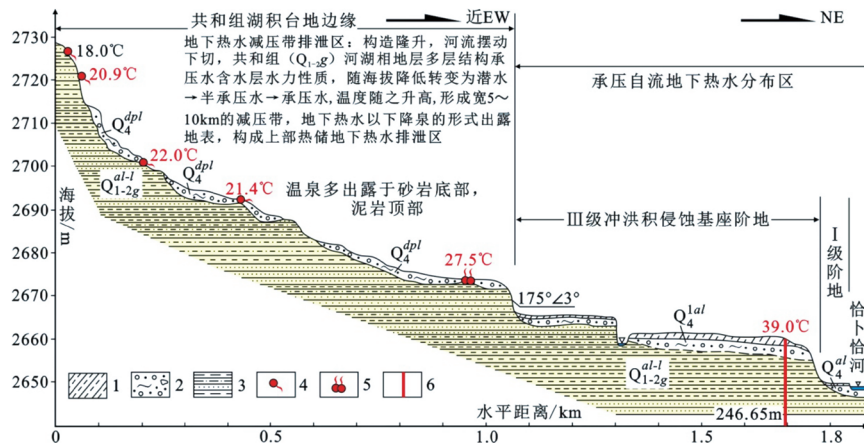 共和组湖积台地边缘
近EW
NE
地下热水减压带排泄区：构造隆升，河流摆动
下切，共和组（Q₁₋₂g）河湖相地层多层结构承
压水含水层水力性质，随海拔降低转变为潜水
→半承压水→承压水,温度随之升高,形成宽5～
10km的减压带，地下热水以下降泉的形式出露
地表，构成上部热储地下热水排泄区
承压自流地下热水分布区
2730
2720
2710
2700
2690
2680
2670
2660
2650
海拔/m
18.0℃
20.9℃
Q₄ᵈᵖˡ
22.0℃
Q₄ᵈᵖˡ
Q₁₋₂gᵃˡ⁻ˡ
21.4℃
温泉多出露于砂岩底部，
泥岩顶部
Ⅲ级冲洪积侵蚀基座阶地
Ⅰ级阶地
恰卜恰河
Q₄ᵈᵖˡ
27.5℃
175°∠3°
Q₄¹ᵃˡ
39.0℃
Q₁₋₂gᵃˡ⁻ˡ
Q₄ᵃˡ
246.65m
1
2
3
4
5
6
水平距离/km
0
0.5
1.0
1.5